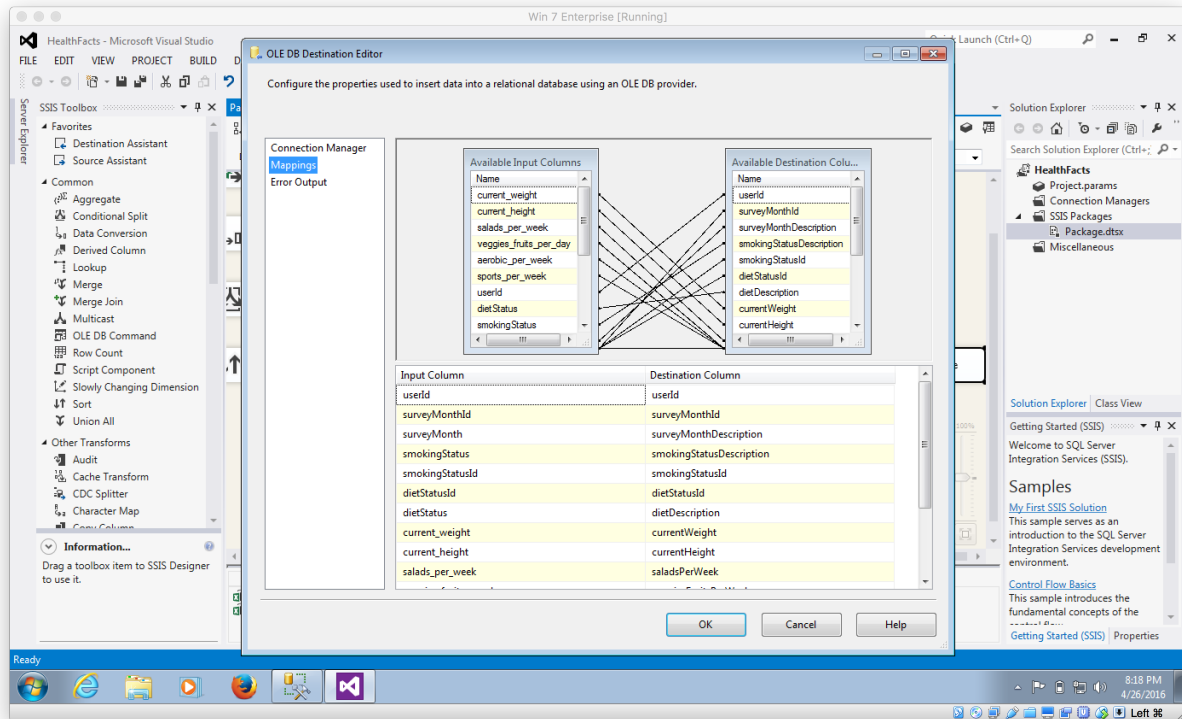 Win 7 Enterprise [Running]
HealthFacts - Microsoft Visual Studio
Launch (Ctrl+Q)
FILE EDIT VIEW PROJECT BUILD
OLE DB Destination Editor
Configure the properties used to insert data into a relational database using an OLE DB provider.
Server Explorer
SSIS Toolbox
Favorites
Destination Assistant
Source Assistant
Common
Aggregate
Conditional Split
Data Conversion
Derived Column
Lookup
Merge
Merge Join
Multicast
OLE DB Command
Row Count
Script Component
Slowly Changing Dimension
Sort
Union All
Other Transforms
Audit
Cache Transform
CDC Splitter
Character Map
Copy Column
Information...
Drag a toolbox item to SSIS Designer
to use it.
Connection Manager
Mappings
Error Output
Available Input Columns
Name
current_weight
current_height
salads_per_week
veggies_fruits_per_day
aerobic_per_week
sports_per_week
userId
dietStatus
smokingStatus
Available Destination Colu...
Name
userId
surveyMonthId
surveyMonthDescription
smokingStatusDescription
smokingStatusId
dietStatusId
dietDescription
currentWeight
currentHeight
Input Column Destination Column
userId userId
surveyMonthId surveyMonthId
surveyMonth surveyMonthDescription
smokingStatus smokingStatusDescription
smokingStatusId smokingStatusId
dietStatusId dietStatusId
dietStatus dietDescription
current_weight currentWeight
current_height currentHeight
salads_per_week saladsPerWeek
OK Cancel Help
Solution Explorer
Search Solution Explorer (Ctrl+;
HealthFacts
Project.params
Connection Managers
SSIS Packages
Package.dtsx
Miscellaneous
Solution Explorer Class View
100%
Getting Started (SSIS)
Welcome to SQL Server
Integration Services (SSIS).
Samples
My First SSIS Solution
This sample serves as an
introduction to the SQL Server
Integration Services development
environment.
Control Flow Basics
This sample introduces the
fundamental concepts of the
control flow
Getting Started (SSIS) Properties
Ready
8:18 PM
4/26/2016
Left ⌘